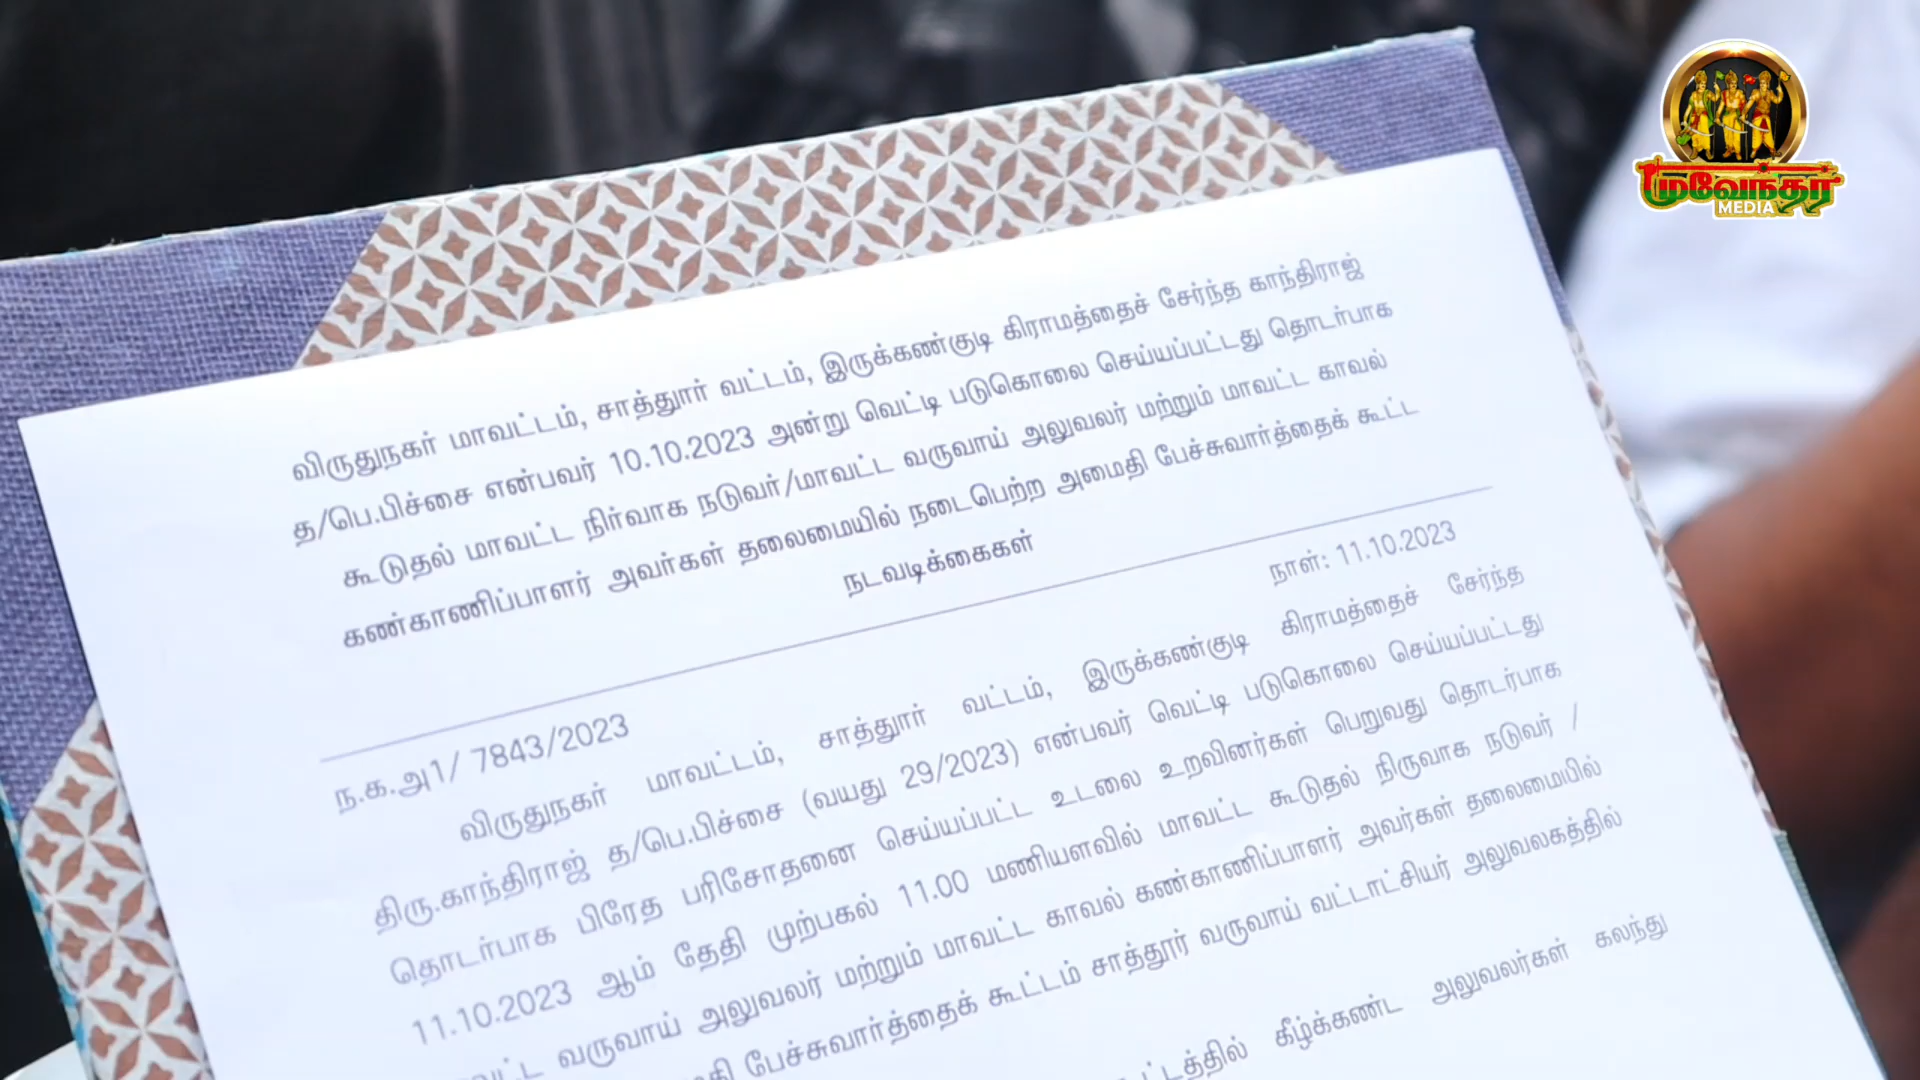 மூவேந்தர்
MEDIA
விருதுநகர் மாவட்டம், சாத்துார் வட்டம், இருக்கண்குடி கிராமத்தைச் சேர்ந்த காந்திராஜ்
த/பெ.பிச்சை என்பவர் 10.10.2023 அன்று வெட்டி படுகொலை செய்யப்பட்டது தொடர்பாக
கூடுதல் மாவட்ட நிர்வாக நடுவர்/மாவட்ட வருவாய் அலுவலர் மற்றும் மாவட்ட காவல்
கண்காணிப்பாளர் அவர்கள் தலைமையில் நடைபெற்ற அமைதி பேச்சுவார்த்தைக் கூட்ட
நடவடிக்கைகள்
ந.க.அ1/ 7843/2023 நாள்: 11.10.2023
விருதுநகர் மாவட்டம், சாத்துார் வட்டம், இருக்கண்குடி கிராமத்தைச் சேர்ந்த
திரு.காந்திராஜ் த/பெ.பிச்சை (வயது 29/2023) என்பவர் வெட்டி படுகொலை செய்யப்பட்டது
தொடர்பாக பிரேத பரிசோதனை செய்யப்பட்ட உடலை உறவினர்கள் பெறுவது தொடர்பாக
11.10.2023 ஆம் தேதி முற்பகல் 11.00 மணியளவில் மாவட்ட கூடுதல் நிருவாக நடுவர் /
வருவாய் அலுவலர் மற்றும் மாவட்ட காவல் கண்காணிப்பாளர் அவர்கள் தலைமையில்
பேச்சுவார்த்தைக் கூட்டம் சாத்தூர் வருவாய் வட்டாட்சியர் அலுவலகத்தில்
கீழ்க்கண்ட அலுவலர்கள் கலந்து